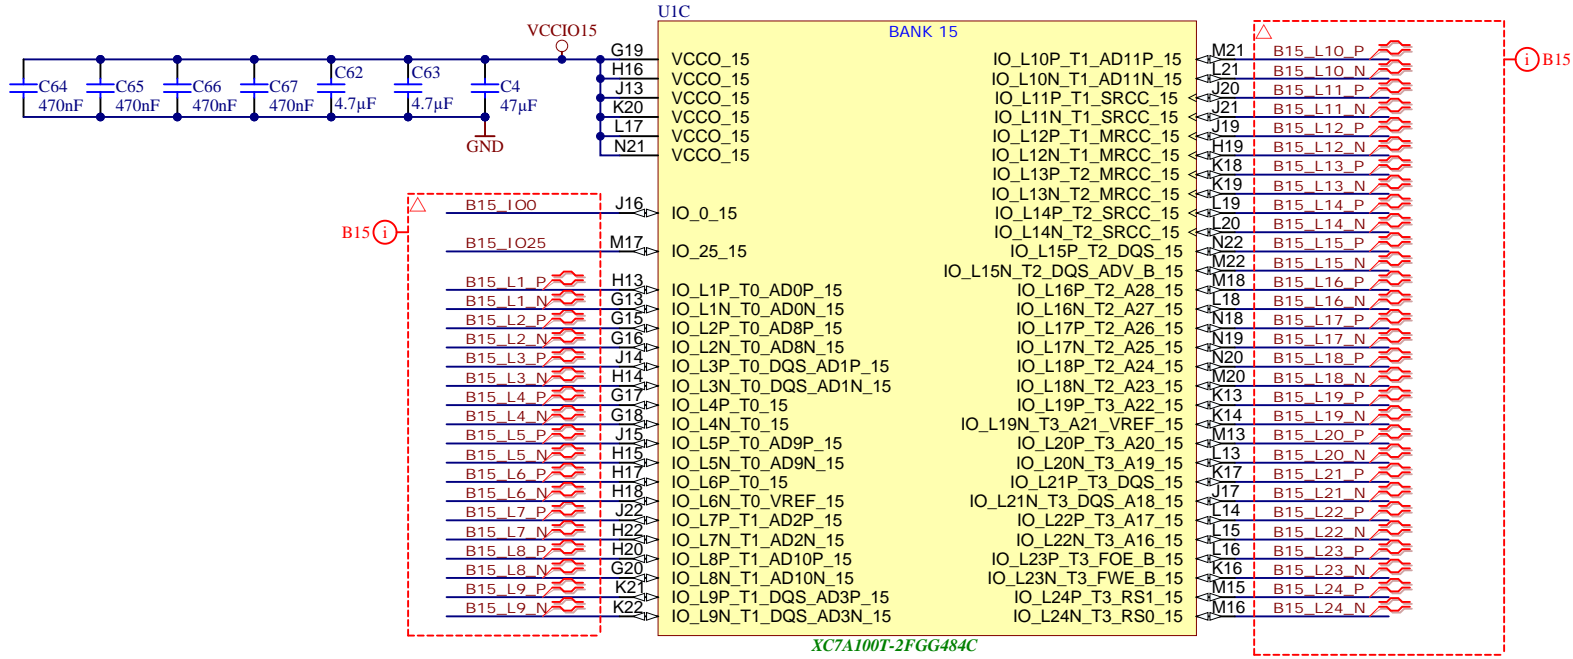 U1C
BANK 15
VCCIO15
C64 470nF
C65 470nF
C66 470nF
C67 470nF
C62 4.7µF
C63 4.7µF
C4 47µF
GND
G19 VCCO_15
H16 VCCO_15
J13 VCCO_15
K20 VCCO_15
L17 VCCO_15
N21 VCCO_15
B15 i
B15_IO0 J16 IO_0_15
B15_IO25 M17 IO_25_15
B15_L1_P H13 IO_L1P_T0_AD0P_15
B15_L1_N G13 IO_L1N_T0_AD0N_15
B15_L2_P G15 IO_L2P_T0_AD8P_15
B15_L2_N G16 IO_L2N_T0_AD8N_15
B15_L3_P J14 IO_L3P_T0_DQS_AD1P_15
B15_L3_N H14 IO_L3N_T0_DQS_AD1N_15
B15_L4_P G17 IO_L4P_T0_15
B15_L4_N G18 IO_L4N_T0_15
B15_L5_P J15 IO_L5P_T0_AD9P_15
B15_L5_N H15 IO_L5N_T0_AD9N_15
B15_L6_P H17 IO_L6P_T0_15
B15_L6_N H18 IO_L6N_T0_VREF_15
B15_L7_P J22 IO_L7P_T1_AD2P_15
B15_L7_N H22 IO_L7N_T1_AD2N_15
B15_L8_P H20 IO_L8P_T1_AD10P_15
B15_L8_N G20 IO_L8N_T1_AD10N_15
B15_L9_P K21 IO_L9P_T1_DQS_AD3P_15
B15_L9_N K22 IO_L9N_T1_DQS_AD3N_15
IO_L10P_T1_AD11P_15 M21 B15_L10_P
IO_L10N_T1_AD11N_15 L21 B15_L10_N
IO_L11P_T1_SRCC_15 J20 B15_L11_P
IO_L11N_T1_SRCC_15 J21 B15_L11_N
IO_L12P_T1_MRCC_15 J19 B15_L12_P
IO_L12N_T1_MRCC_15 H19 B15_L12_N
IO_L13P_T2_MRCC_15 K18 B15_L13_P
IO_L13N_T2_MRCC_15 K19 B15_L13_N
IO_L14P_T2_SRCC_15 L19 B15_L14_P
IO_L14N_T2_SRCC_15 L20 B15_L14_N
IO_L15P_T2_DQS_15 N22 B15_L15_P
IO_L15N_T2_DQS_ADV_B_15 M22 B15_L15_N
IO_L16P_T2_A28_15 M18 B15_L16_P
IO_L16N_T2_A27_15 L18 B15_L16_N
IO_L17P_T2_A26_15 N18 B15_L17_P
IO_L17N_T2_A25_15 N19 B15_L17_N
IO_L18P_T2_A24_15 N20 B15_L18_P
IO_L18N_T2_A23_15 M20 B15_L18_N
IO_L19P_T3_A22_15 K13 B15_L19_P
IO_L19N_T3_A21_VREF_15 K14 B15_L19_N
IO_L20P_T3_A20_15 M13 B15_L20_P
IO_L20N_T3_A19_15 L13 B15_L20_N
IO_L21P_T3_DQS_15 K17 B15_L21_P
IO_L21N_T3_DQS_A18_15 J17 B15_L21_N
IO_L22P_T3_A17_15 L14 B15_L22_P
IO_L22N_T3_A16_15 L15 B15_L22_N
IO_L23P_T3_FOE_B_15 L16 B15_L23_P
IO_L23N_T3_FWE_B_15 K16 B15_L23_N
IO_L24P_T3_RS1_15 M15 B15_L24_P
IO_L24N_T3_RS0_15 M16 B15_L24_N
i B15
XC7A100T-2FGG484C